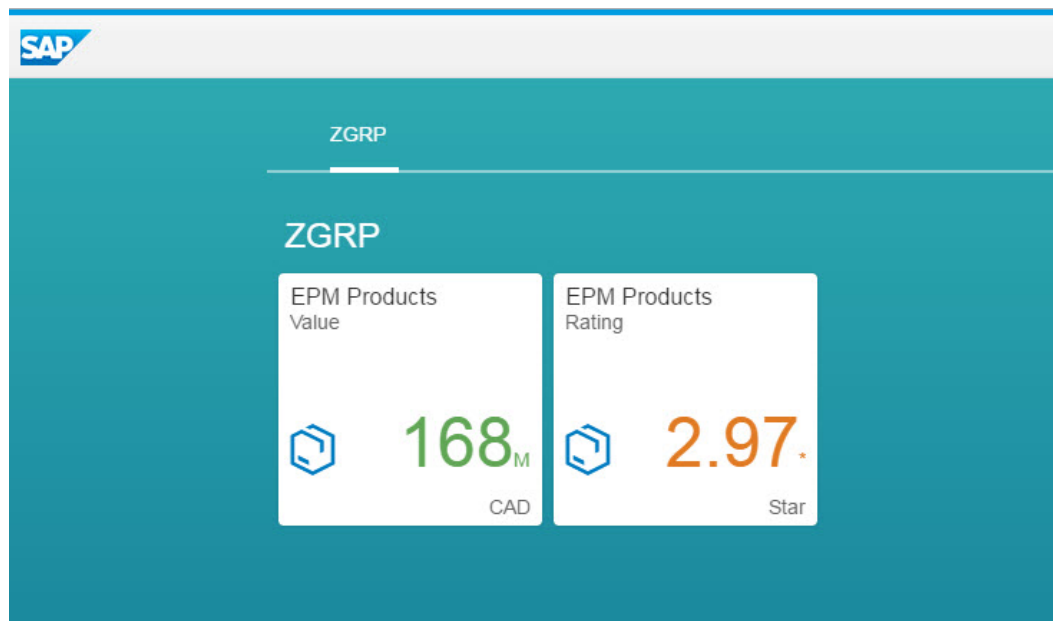 SAP
ZGRP
ZGRP
EPM Products
Value
168M
CAD
EPM Products
Rating
2.97*
Star